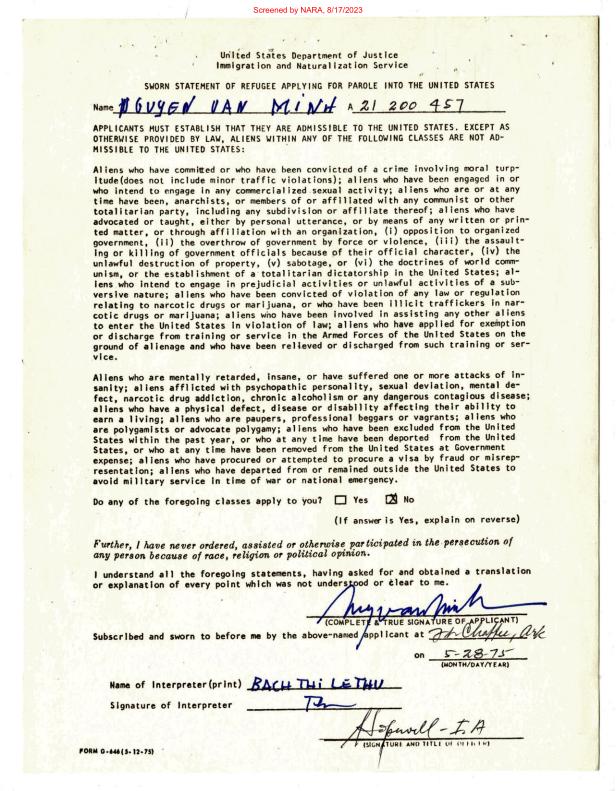 Screened by NARA, 8/17/2023
United States Department of Justice
Immigration and Naturalization Service
SWORN STATEMENT OF REFUGEE APPLYING FOR PAROLE INTO THE UNITED STATES
Name NGUYEN VAN MINH A 21 200 457
APPLICANTS MUST ESTABLISH THAT THEY ARE ADMISSIBLE TO THE UNITED STATES. EXCEPT AS
OTHERWISE PROVIDED BY LAW, ALIENS WITHIN ANY OF THE FOLLOWING CLASSES ARE NOT AD-
MISSIBLE TO THE UNITED STATES:
Aliens who have committed or who have been convicted of a crime involving moral turp-
itude(does not include minor traffic violations); aliens who have been engaged in or
who intend to engage in any commercialized sexual activity; aliens who are or at any
time have been, anarchists, or members of or affiliated with any communist or other
totalitarian party, including any subdivision or affiliate thereof; aliens who have
advocated or taught, either by personal utterance, or by means of any written or prin-
ted matter, or through affiliation with an organization, (i) opposition to organized
government, (ii) the overthrow of government by force or violence, (iii) the assault-
ing or killing of government officials because of their official character, (iv) the
unlawful destruction of property, (v) sabotage, or (vi) the doctrines of world comm-
unism, or the establishment of a totalitarian dictatorship in the United States; al-
iens who intend to engage in prejudicial activities or unlawful activities of a sub-
versive nature; aliens who have been convicted of violation of any law or regulation
relating to narcotic drugs or marijuana, or who have been illicit traffickers in nar-
cotic drugs or marijuana; aliens who have been involved in assisting any other aliens
to enter the United States in violation of law; aliens who have applied for exemption
or discharge from training or service in the Armed Forces of the United States on the
ground of alienage and who have been relieved or discharged from such training or ser-
vice.
Aliens who are mentally retarded, insane, or have suffered one or more attacks of in-
sanity; aliens afflicted with psychopathic personality, sexual deviation, mental de-
fect, narcotic drug addiction, chronic alcoholism or any dangerous contagious disease;
aliens who have a physical defect, disease or disability affecting their ability to
earn a living; aliens who are paupers, professional beggars or vagrants; aliens who
are polygamists or advocate polygamy; aliens who have been excluded from the United
States within the past year, or who at any time have been deported from the United
States, or who at any time have been removed from the United States at Government
expense; aliens who have procured or attempted to procure a visa by fraud or misrep-
resentation; aliens who have departed from or remained outside the United States to
avoid military service in time of war or national emergency.
Do any of the foregoing classes apply to you? Yes No
(If answer is Yes, explain on reverse)
Further, I have never ordered, assisted or otherwise participated in the persecution of
any person because of race, religion or political opinion.
I understand all the foregoing statements, having asked for and obtained a translation
or explanation of every point which was not understood or clear to me.
(COMPLETE & TRUE SIGNATURE OF APPLICANT)
Subscribed and sworn to before me by the above-named applicant at Ft Chaffee, Ark
on 5-28-75
(MONTH/DAY/YEAR)
Name of Interpreter(print) BACH THI LE THU
Signature of Interpreter
(SIGNATURE AND TITLE OF OFFICER)
FORM G-646(5-12-75)